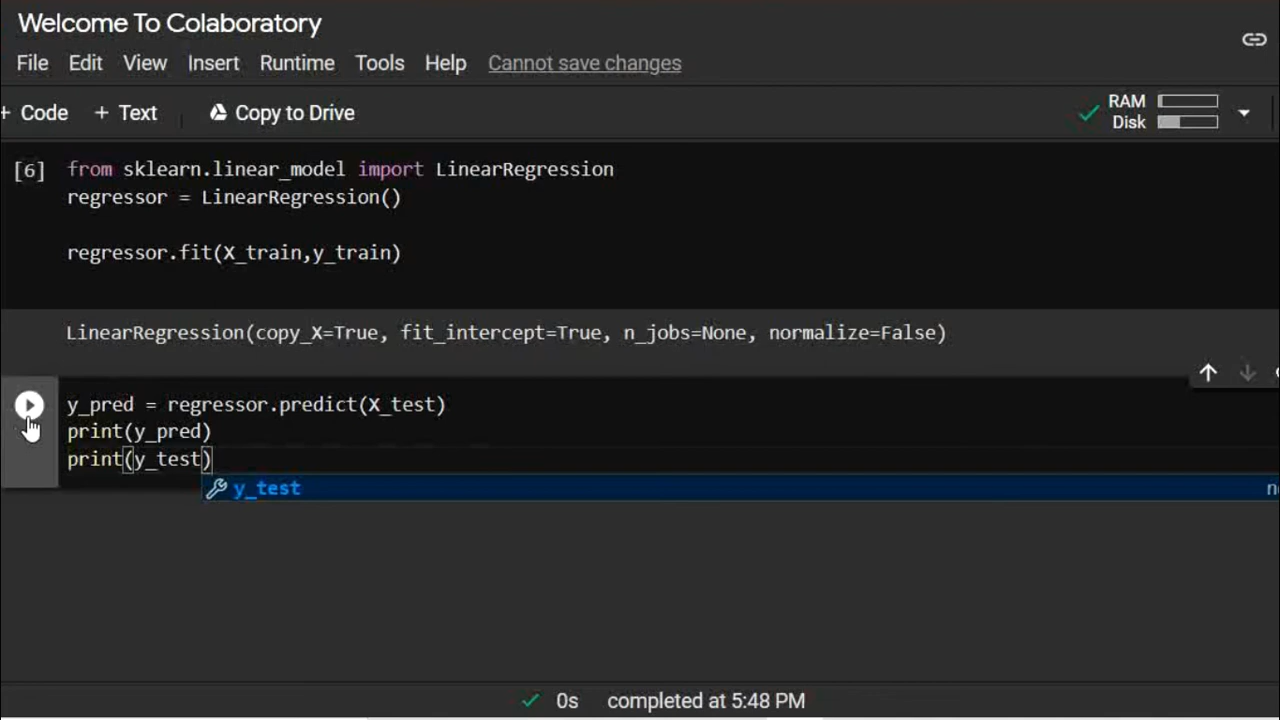 Welcome To Colaboratory
File Edit View Insert Runtime Tools Help Cannot save changes
+ Code + Text Copy to Drive
RAM
Disk
[6] from sklearn.linear_model import LinearRegression
regressor = LinearRegression()
regressor.fit(X_train,y_train)
LinearRegression(copy_X=True, fit_intercept=True, n_jobs=None, normalize=False)
y_pred = regressor.predict(X_test)
print(y_pred)
print(y_test)
y_test
0s completed at 5:48 PM